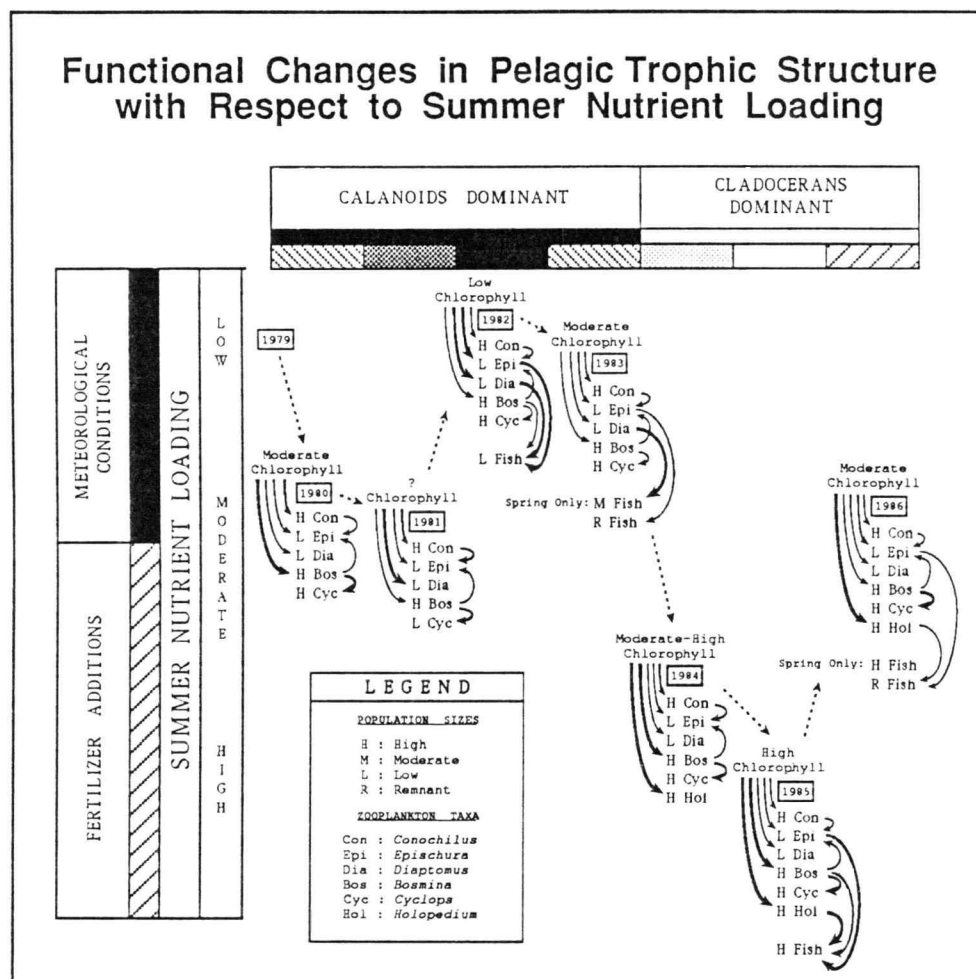 Functional Changes in Pelagic Trophic Structure
with Respect to Summer Nutrient Loading
CALANOIDS DOMINANT
CLADOCERANS
DOMINANT
METEOROLOGICAL
CONDITIONS
FERTILIZER ADDITIONS
SUMMER NUTRIENT LOADING
LOW
MODERATE
HIGH
1979
Moderate
Chlorophyll
1980
H Con
L Epi
L Dia
H Bos
H Cyc
?
Chlorophyll
1981
H Con
L Epi
L Dia
H Bos
L Cyc
Low
Chlorophyll
1982
H Con
L Epi
L Dia
H Bos
H Cyc
L Fish
Moderate
Chlorophyll
1983
H Con
L Epi
L Dia
H Bos
H Cyc
Spring Only: M Fish
R Fish
Moderate-High
Chlorophyll
1984
H Con
L Epi
L Dia
H Bos
H Cyc
H Hol
High
Chlorophyll
1985
H Con
L Epi
L Dia
H Bos
H Cyc
H Hol
H Fish
Moderate
Chlorophyll
1986
H Con
L Epi
L Dia
H Bos
H Cyc
H Hol
Spring Only: H Fish
R Fish
LEGEND
POPULATION SIZES
H : High
M : Moderate
L : Low
R : Remnant
ZOOPLANKTON TAXA
Con : Conochilus
Epi : Epischura
Dia : Diaptomus
Bos : Bosmina
Cyc : Cyclops
Hol : Holopedium